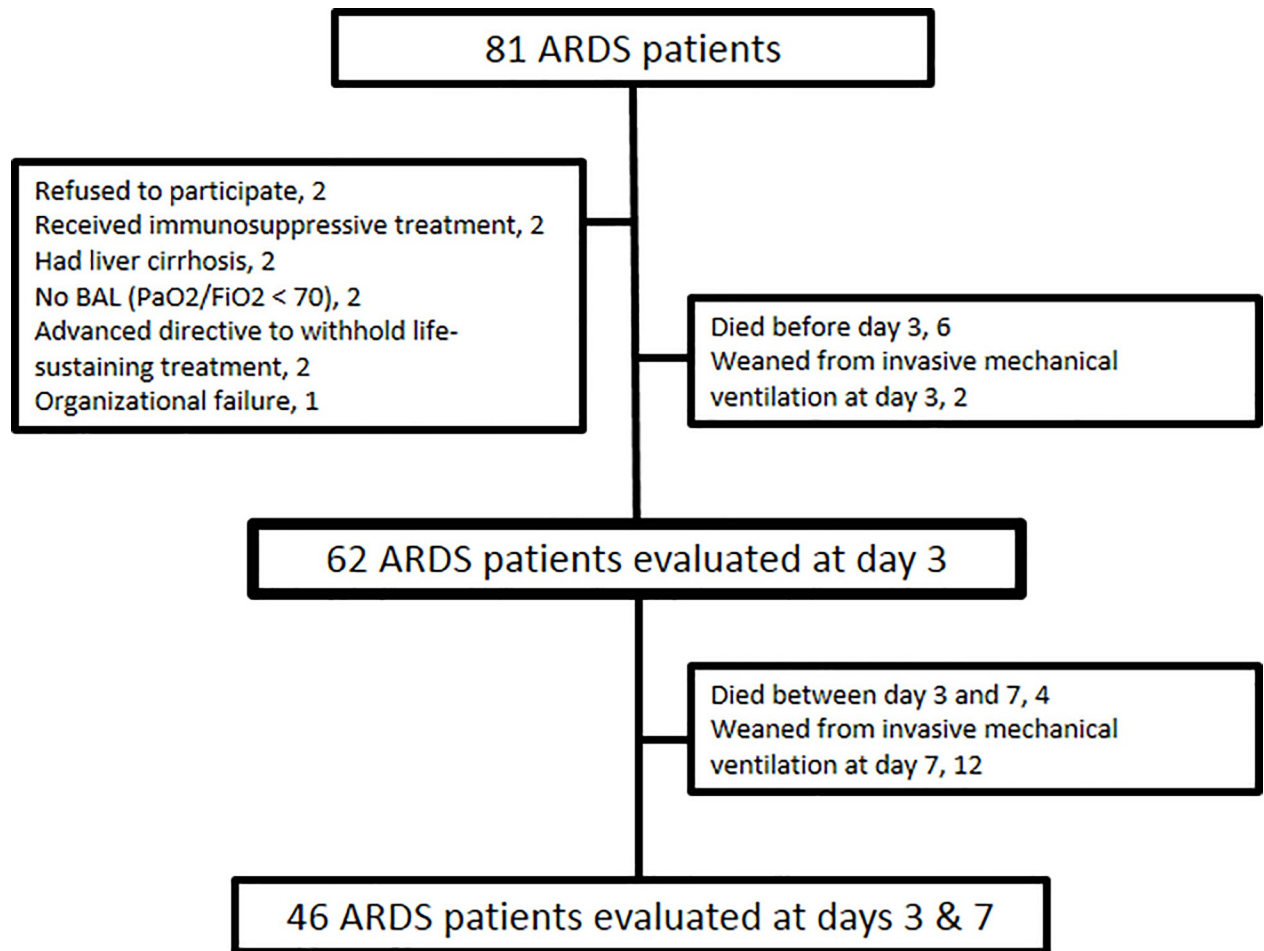 81 ARDS patients
Refused to participate, 2
Received immunosuppressive treatment, 2
Had liver cirrhosis, 2
No BAL (PaO2/FiO2 < 70), 2
Advanced directive to withhold life-
sustaining treatment, 2
Organizational failure, 1
Died before day 3, 6
Weaned from invasive mechanical
ventilation at day 3, 2
62 ARDS patients evaluated at day 3
Died between day 3 and 7, 4
Weaned from invasive mechanical
ventilation at day 7, 12
46 ARDS patients evaluated at days 3 & 7